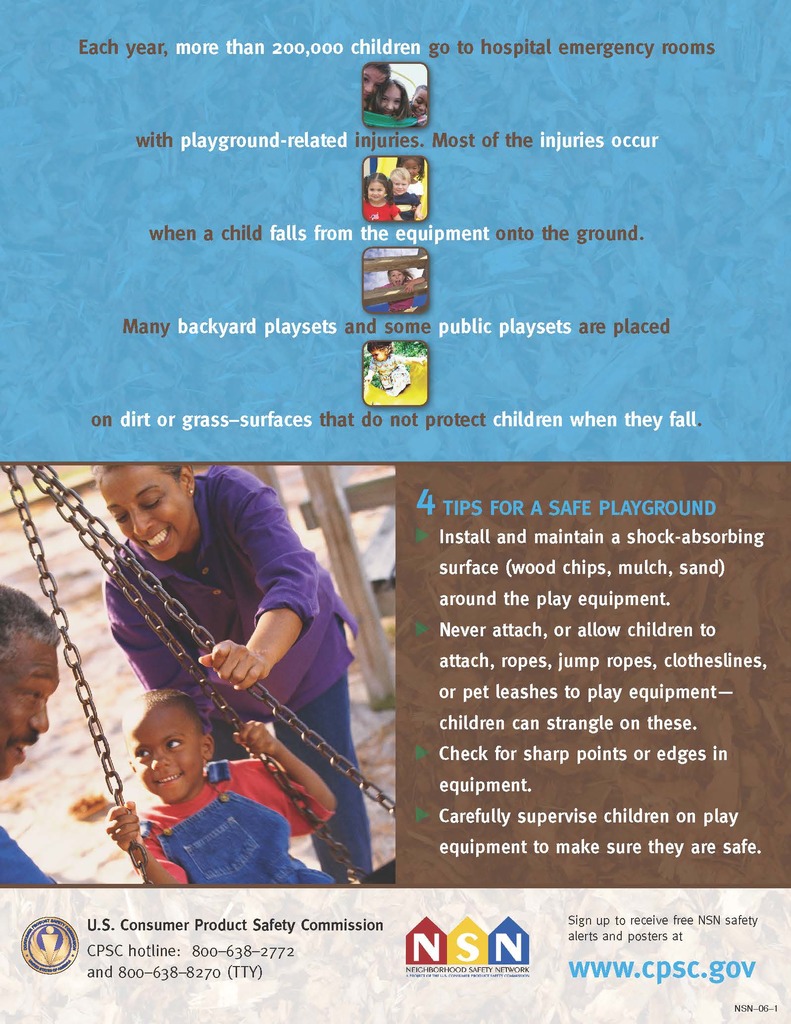 Each year, more than 200,000 children go to hospital emergency rooms
with playground-related injuries. Most of the injuries occur
when a child falls from the equipment onto the ground.
Many backyard playsets and some public playsets are placed
on dirt or grass–surfaces that do not protect children when they fall.
4 TIPS FOR A SAFE PLAYGROUND
Install and maintain a shock-absorbing
surface (wood chips, mulch, sand)
around the play equipment.
Never attach, or allow children to
attach, ropes, jump ropes, clotheslines,
or pet leashes to play equipment—
children can strangle on these.
Check for sharp points or edges in
equipment.
Carefully supervise children on play
equipment to make sure they are safe.
U.S. Consumer Product Safety Commission
CPSC hotline: 800–638–2772
and 800–638–8270 (TTY)
NSN
NEIGHBORHOOD SAFETY NETWORK
A PROJECT OF THE U.S. CONSUMER PRODUCT SAFETY COMMISSION
Sign up to receive free NSN safety
alerts and posters at
www.cpsc.gov
NSN–06–1